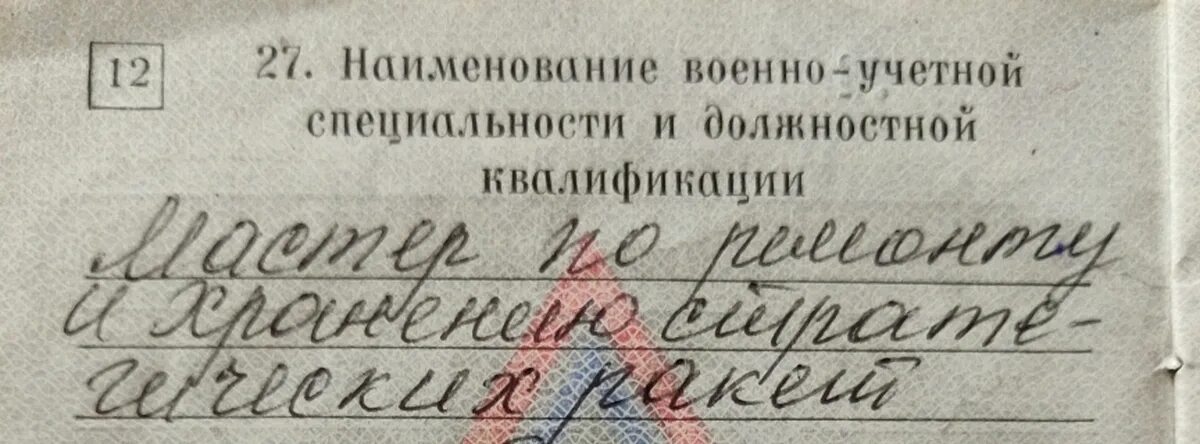 12
27. Наименование военно-учетной
специальности и должностной
квалификации
Мастер по ремонту
и хранению страте-
гических ракет